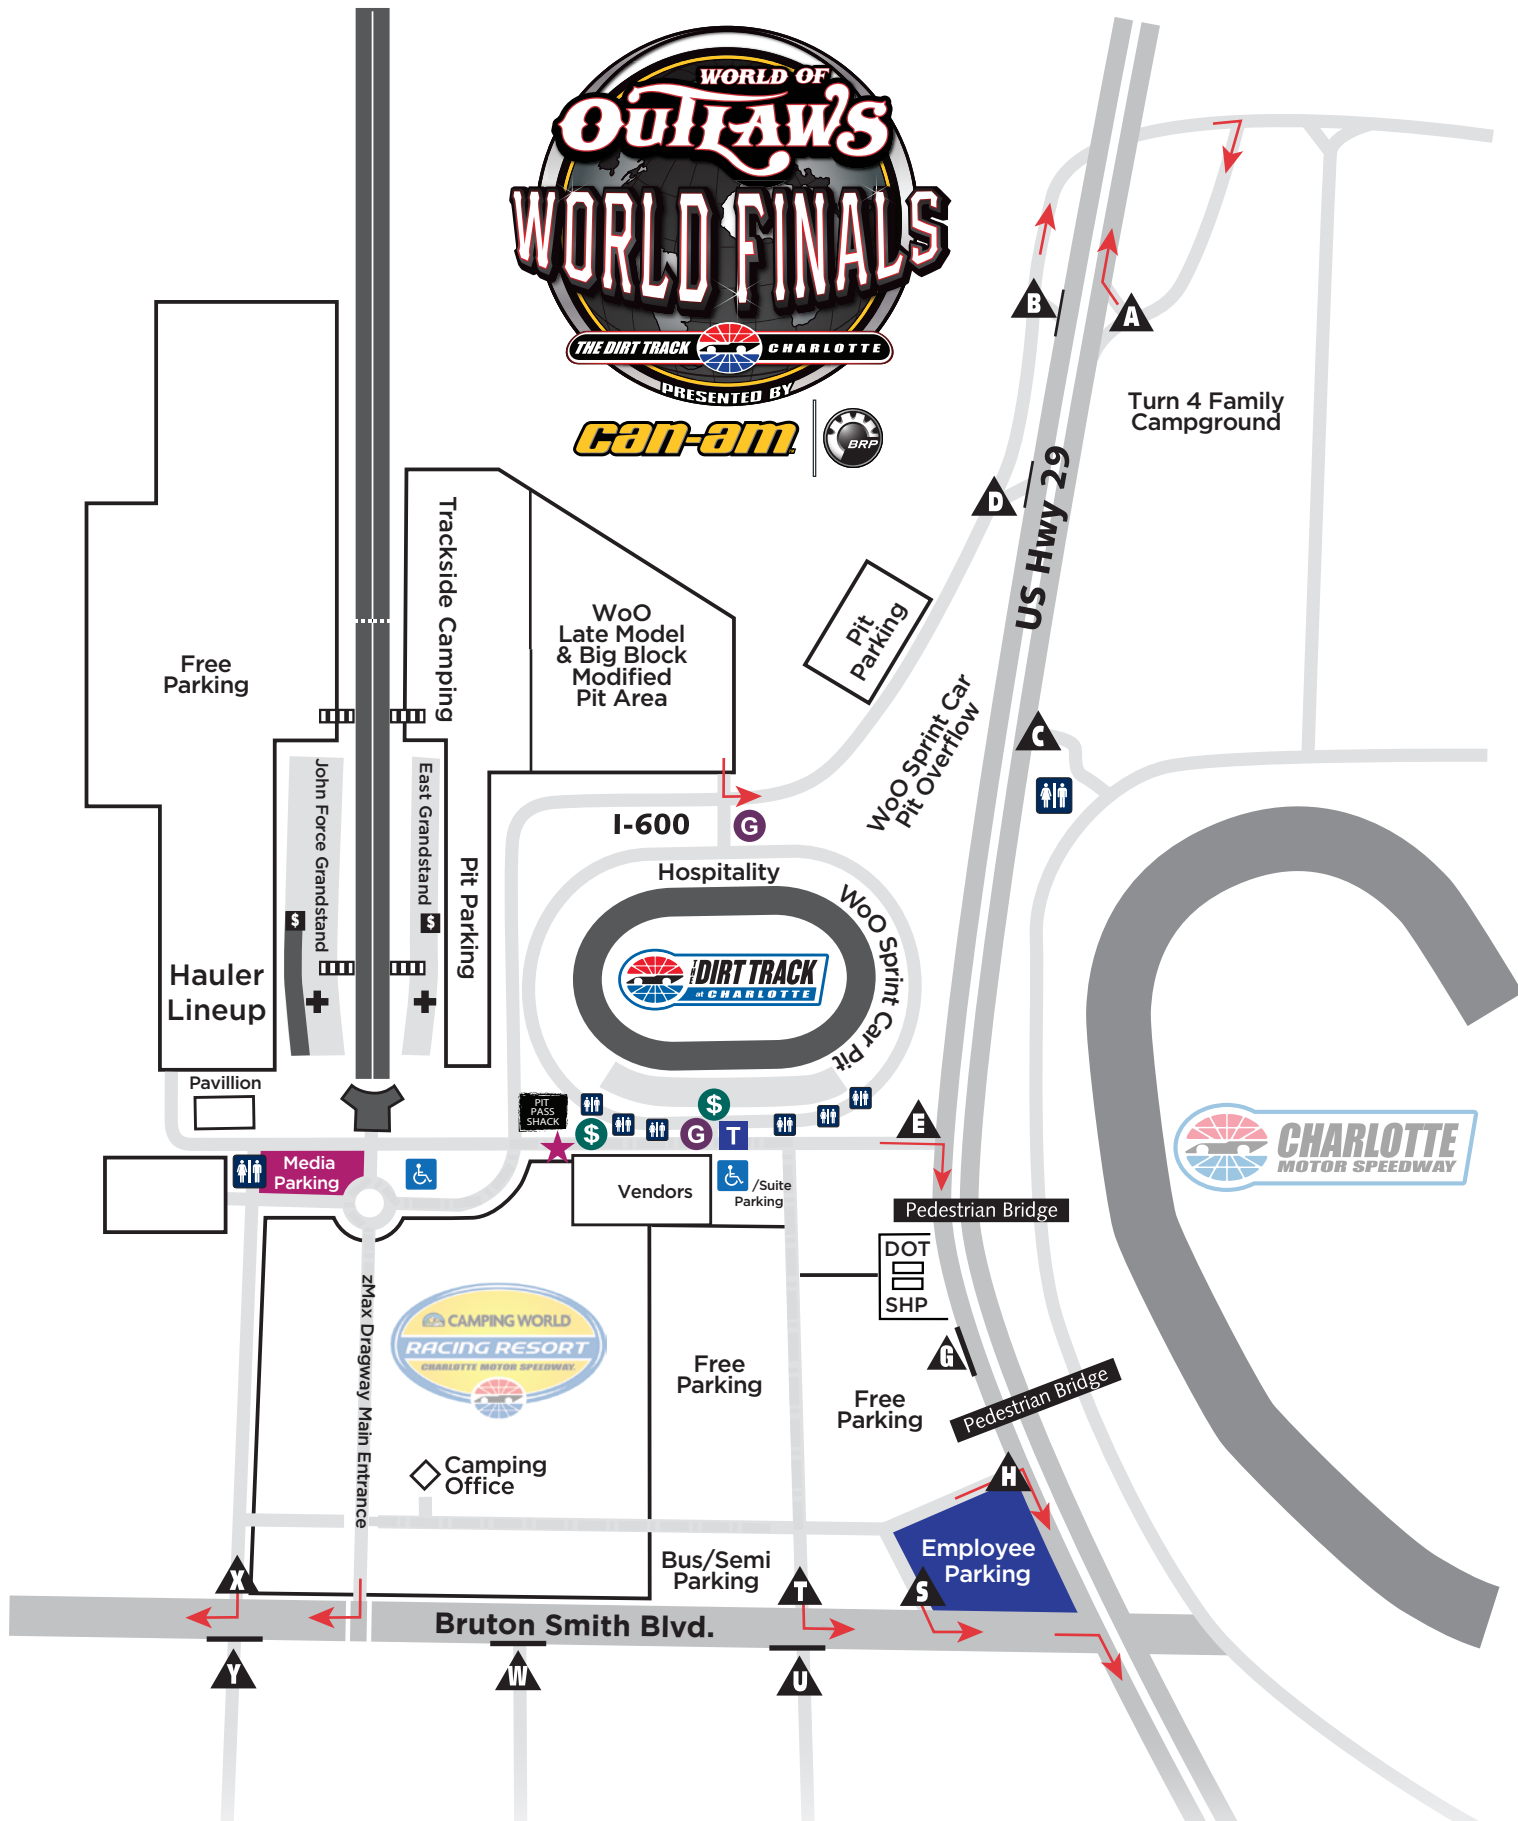 WORLD OF
OUTLAWS
WORLD FINALS
THE DIRT TRACK CHARLOTTE
PRESENTED BY
can-am
BRP
B
A
Turn 4 Family
Campground
US Hwy 29
D
Trackside Camping
WoO
Late Model
& Big Block
Modified
Pit Area
Pit
Parking
Free
Parking
WoO Sprint Car
Pit Overflow
C
John Force Grandstand
East Grandstand
$
$
Pit Parking
I-600
G
Hospitality
WoO Sprint Car Pit
THE
DIRT TRACK
at CHARLOTTE
Hauler
Lineup
Pavillion
PIT
PASS
SHACK
$
$
G
T
E
CHARLOTTE
MOTOR SPEEDWAY
Media
Parking
Vendors
/Suite
Parking
Pedestrian Bridge
DOT
SHP
zMax Dragway Main Entrance
CAMPING WORLD
RACING RESORT
CHARLOTTE MOTOR SPEEDWAY.
Free
Parking
G
Free
Parking
Pedestrian Bridge
Camping
Office
H
Employee
Parking
Bus/Semi
Parking
X
T
S
Bruton Smith Blvd.
Y
W
U